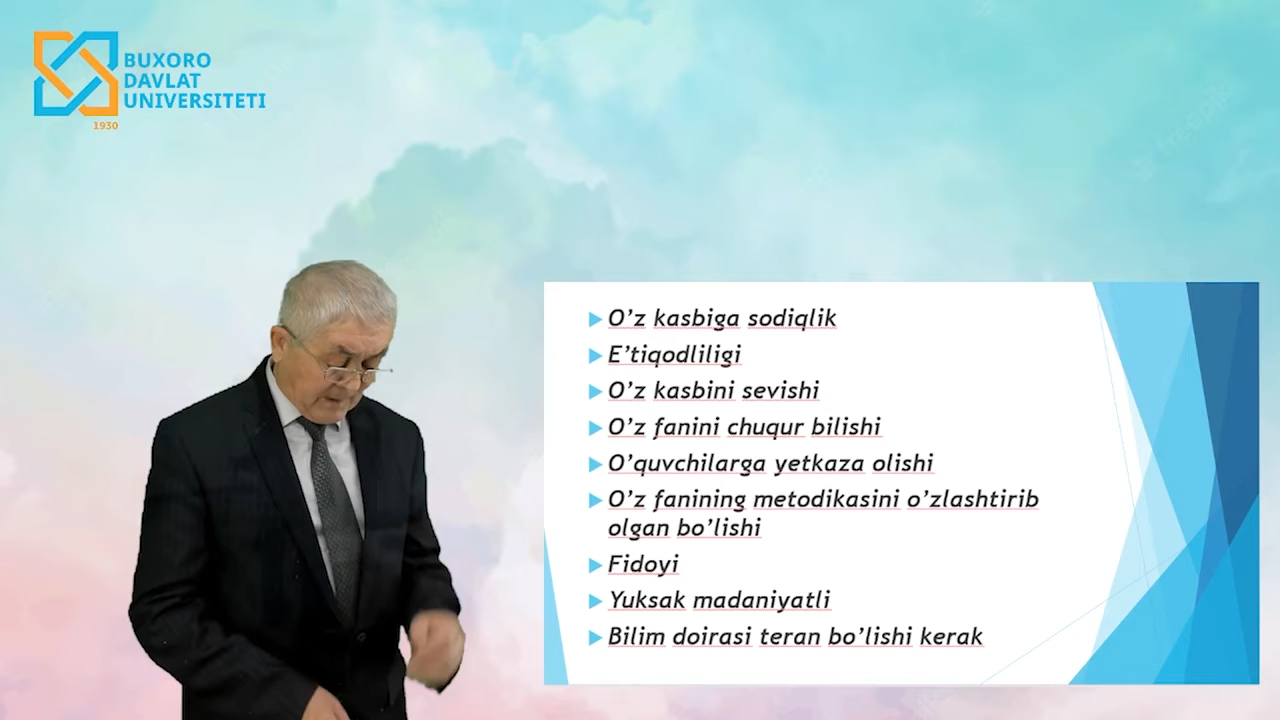 BUXORO
DAVLAT
UNIVERSITETI
1930
O’z kasbiga sodiqlik
E’tiqodliligi
O’z kasbini sevishi
O’z fanini chuqur bilishi
O’quvchilarga yetkaza olishi
O’z fanining metodikasini o’zlashtirib
olgan bo’lishi
Fidoyi
Yuksak madaniyatli
Bilim doirasi teran bo’lishi kerak